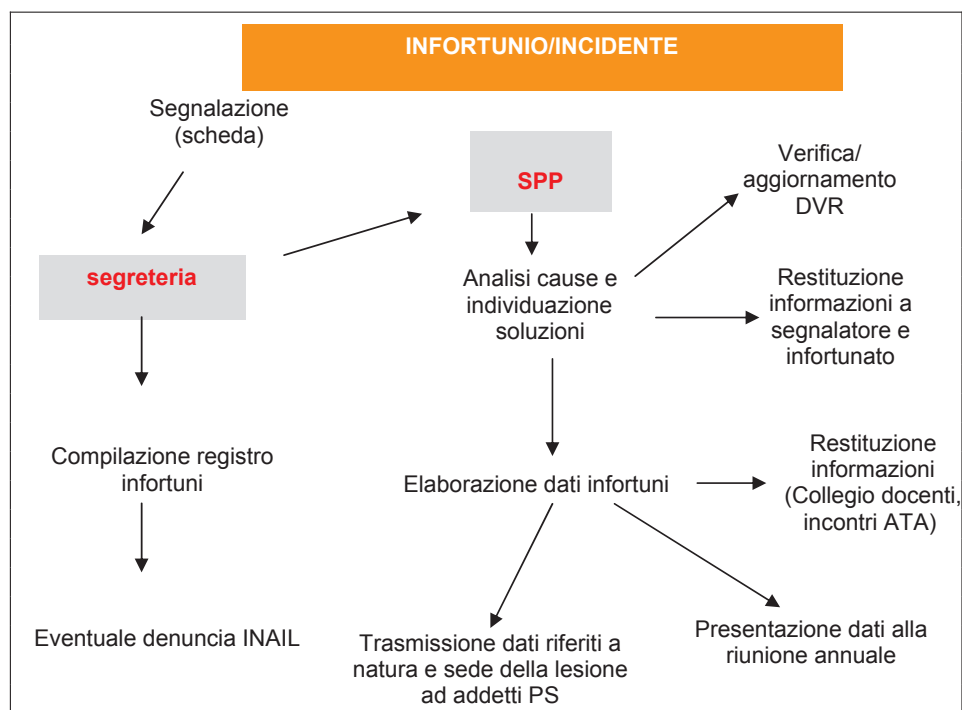 INFORTUNIO/INCIDENTE
Segnalazione
(scheda)
SPP
Verifica/
aggiornamento
DVR
segreteria
Analisi cause e
individuazione
soluzioni
Restituzione
informazioni a
segnalatore e
infortunato
Compilazione registro
infortuni
Elaborazione dati infortuni
Restituzione
informazioni
(Collegio docenti,
incontri ATA)
Eventuale denuncia INAIL
Trasmissione dati riferiti a
natura e sede della lesione
ad addetti PS
Presentazione dati alla
riunione annuale